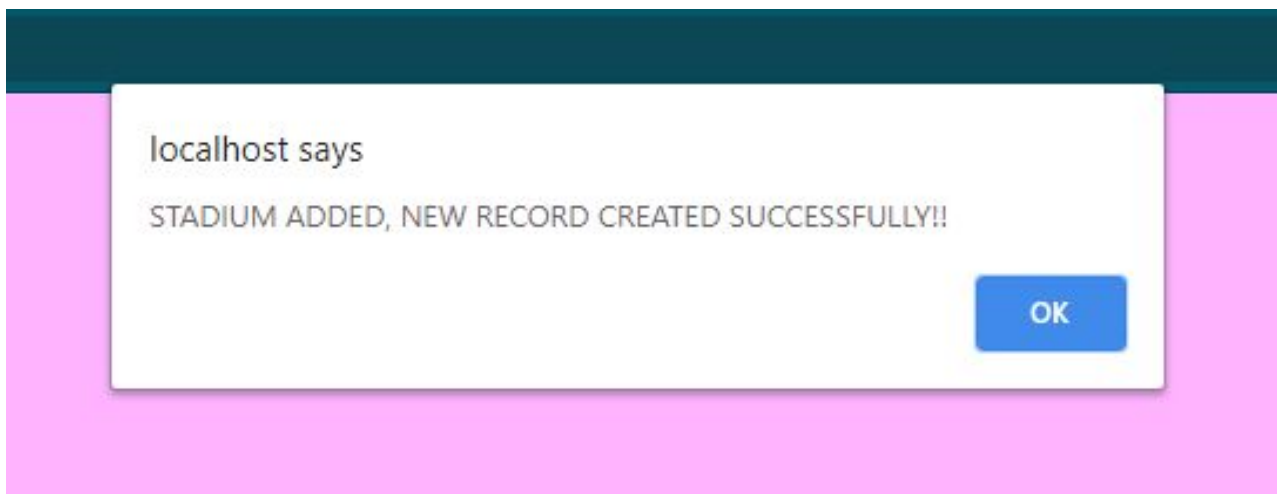 localhost says
STADIUM ADDED, NEW RECORD CREATED SUCCESSFULLY!!
OK